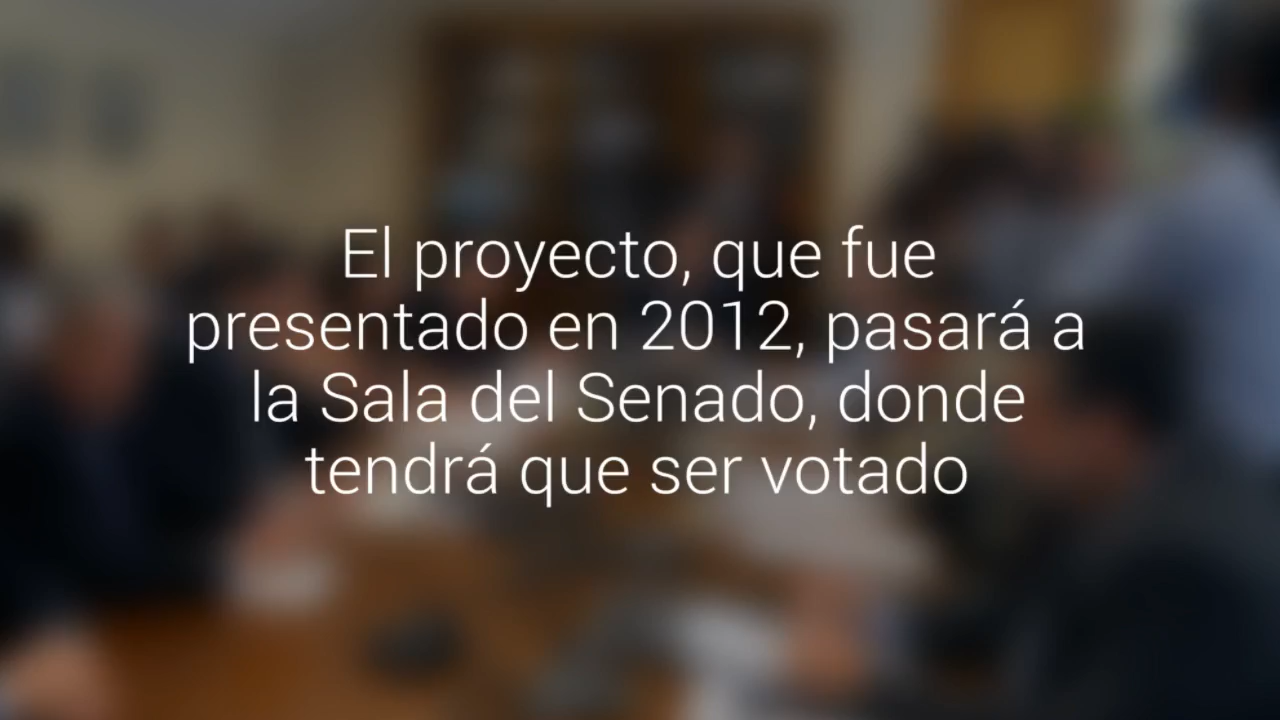 El proyecto, que fue
presentado en 2012, pasará a
la Sala del Senado, donde
tendrá que ser votado